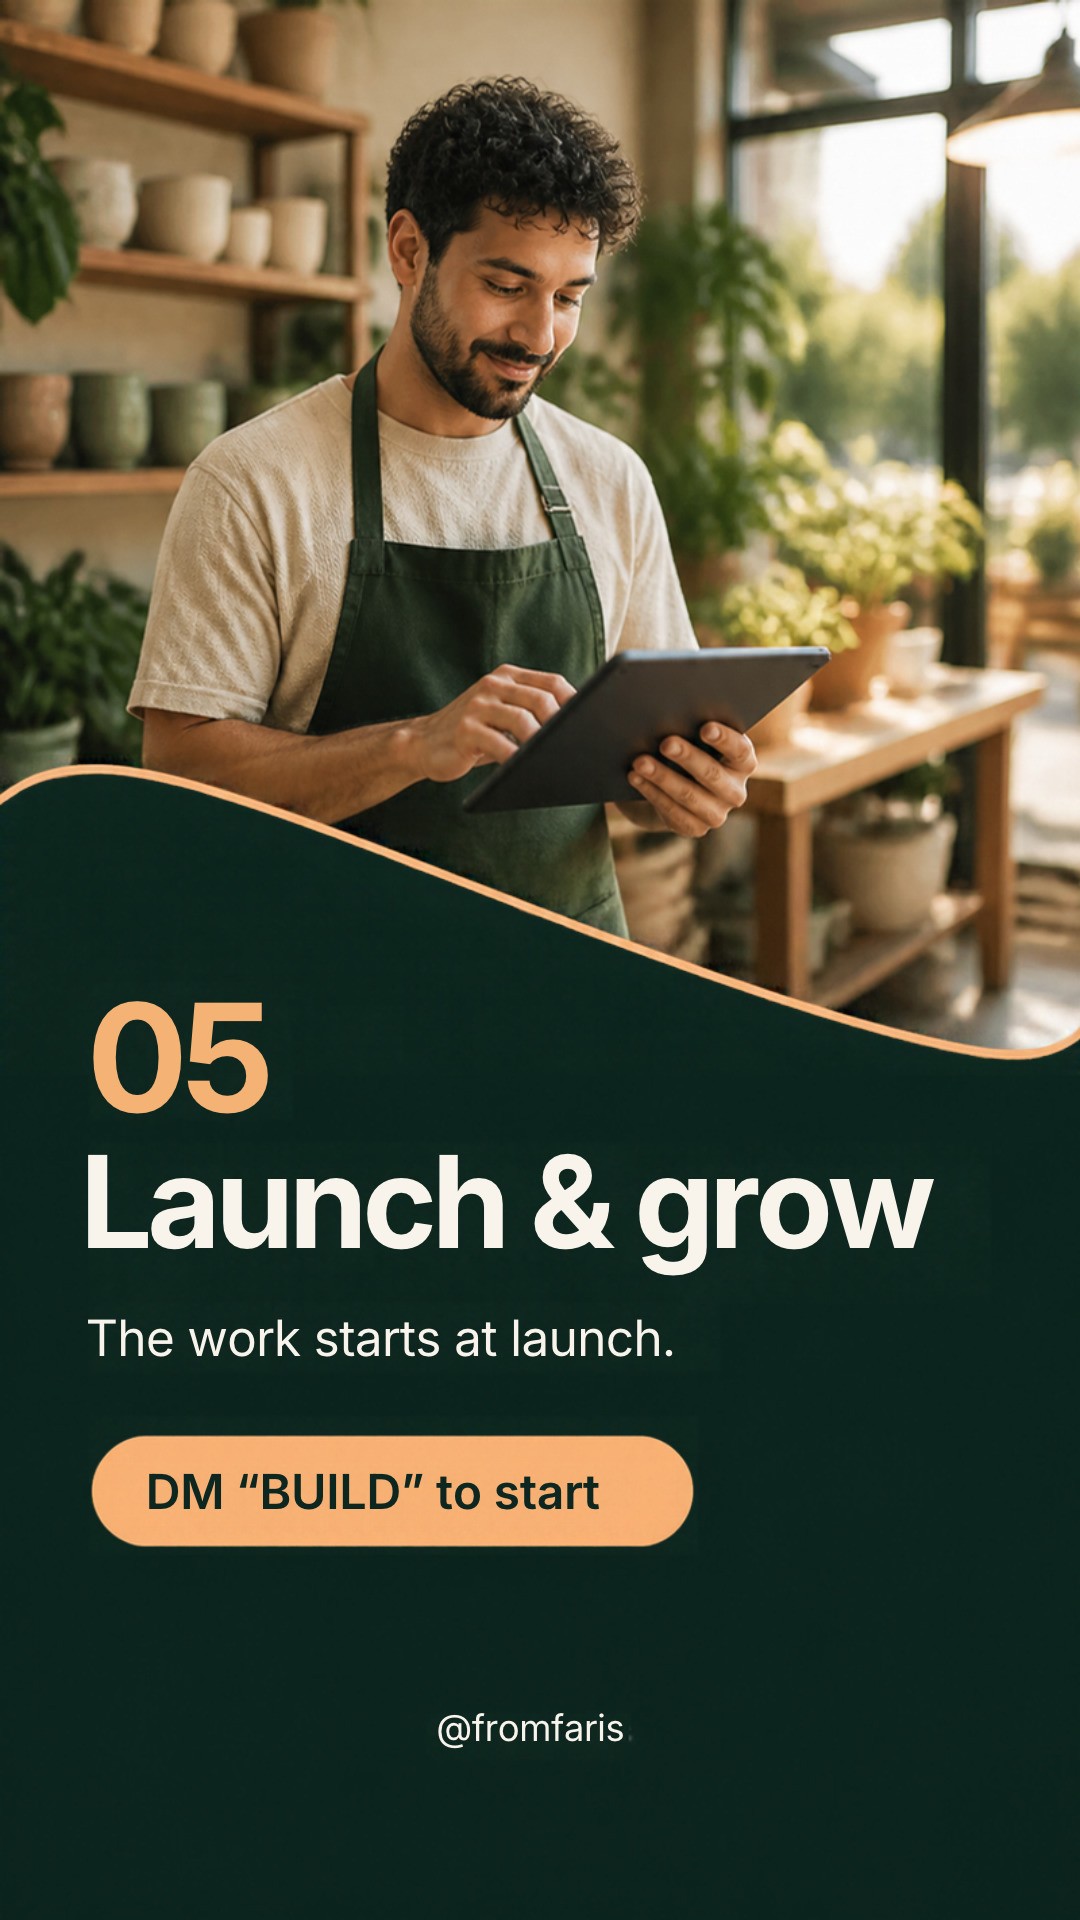 05
Launch & grow
The work starts at launch.
DM “BUILD” to start
@fromfaris